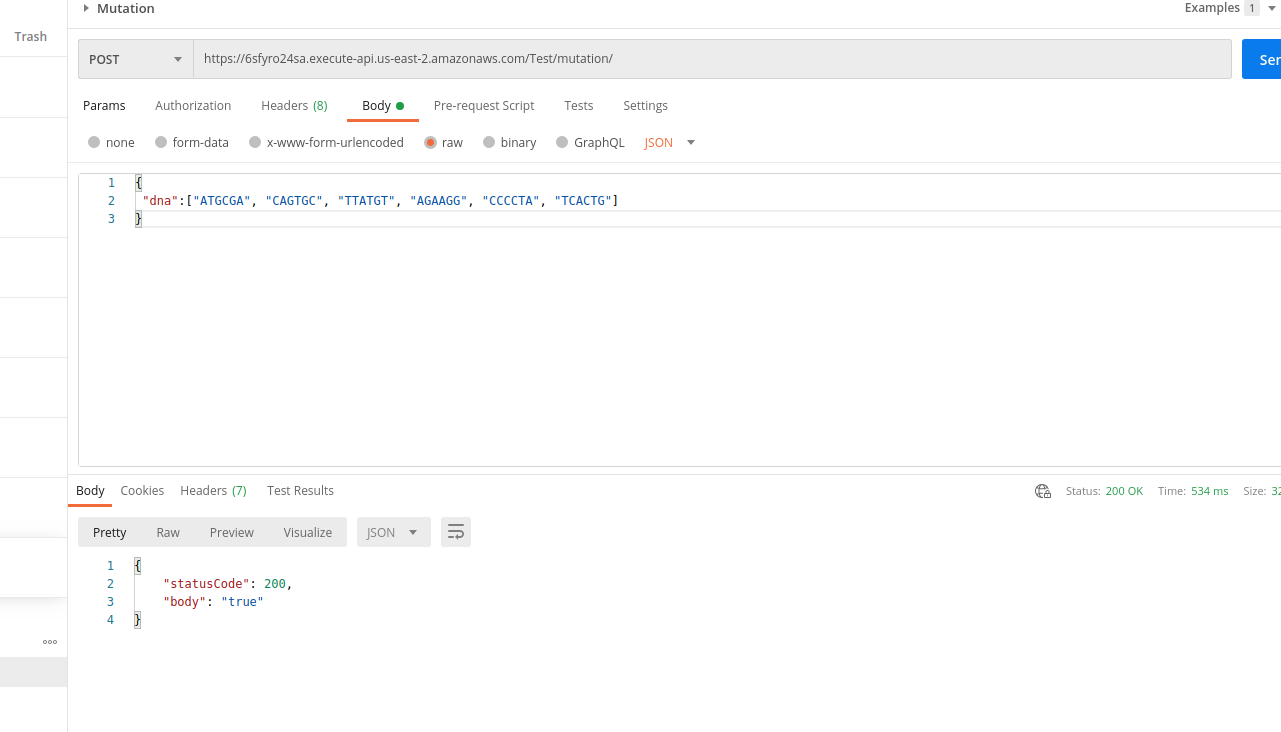 Mutation
Examples 1
Trash
POST https://6sfyro24sa.execute-api.us-east-2.amazonaws.com/Test/mutation/
Params Authorization Headers (8) Body Pre-request Script Tests Settings
none form-data x-www-form-urlencoded raw binary GraphQL JSON
1 {
2 "dna":["ATGCGA", "CAGTGC", "TTATGT", "AGAAGG", "CCCCTA", "TCACTG"]
3 }
Body Cookies Headers (7) Test Results Status: 200 OK Time: 534 ms Size:
Pretty Raw Preview Visualize JSON
1 {
2 "statusCode": 200,
3 "body": "true"
4 }